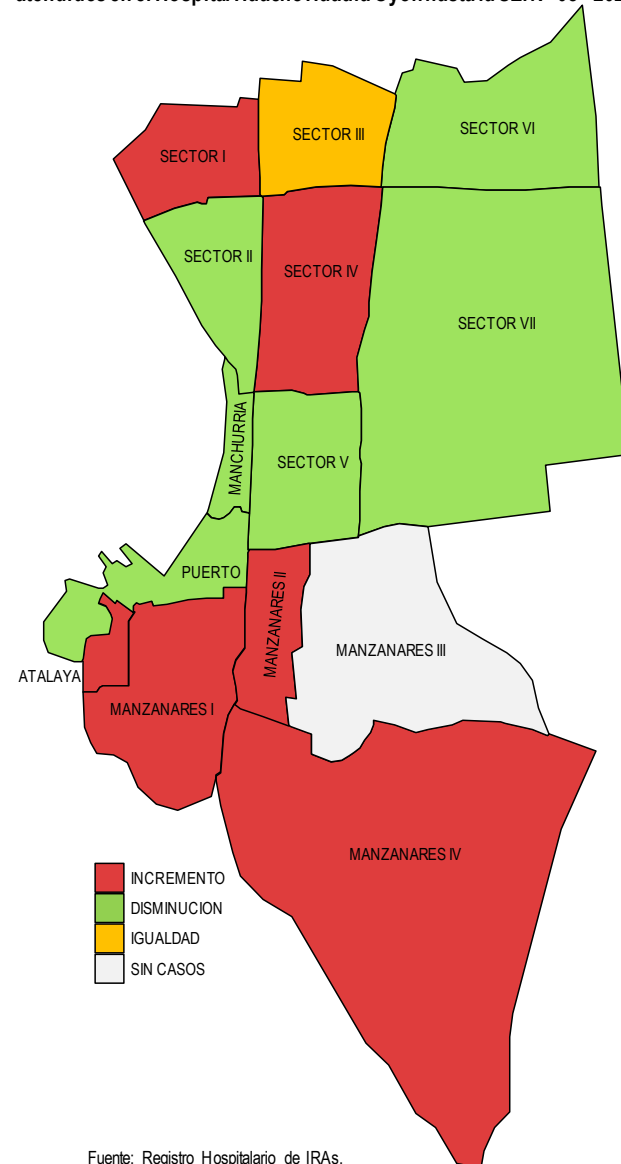 SECTOR VI
SECTOR III
SECTOR I
SECTOR II
SECTOR IV
SECTOR VII
MANCHURRIA
SECTOR V
PUERTO
MANZANARES II
MANZANARES III
ATALAYA
MANZANARES I
MANZANARES IV
INCREMENTO
DISMINUCION
IGUALDAD
SIN CASOS
Fuente: Registro Hospitalario de IRAs.